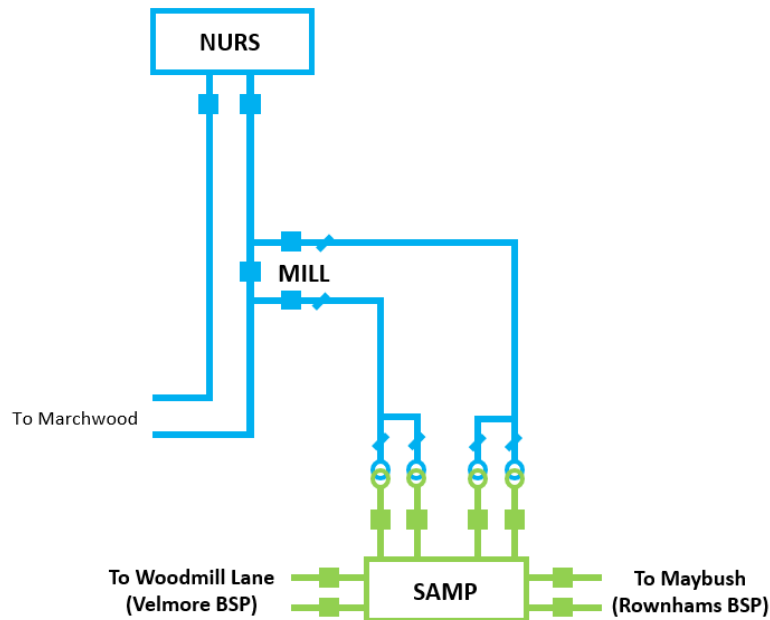 NURS
MILL
To Marchwood
To Woodmill Lane
(Velmore BSP)
SAMP
To Maybush
(Rownhams BSP)